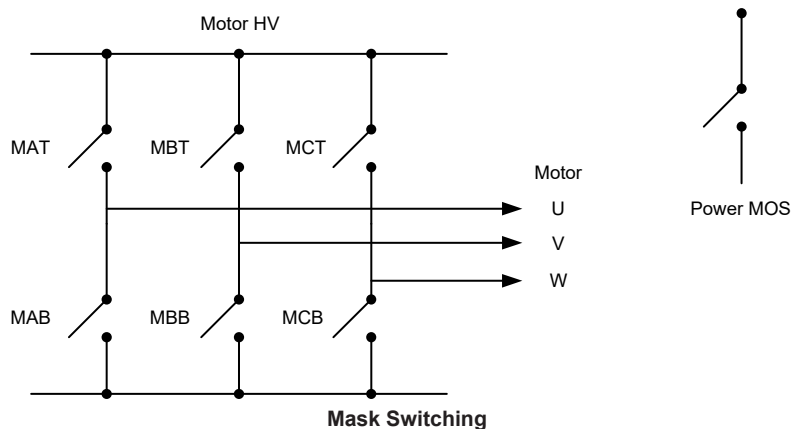 Motor HV
MAT
MBT
MCT
Motor
U
V
W
Power MOS
MAB
MBB
MCB
Mask Switching